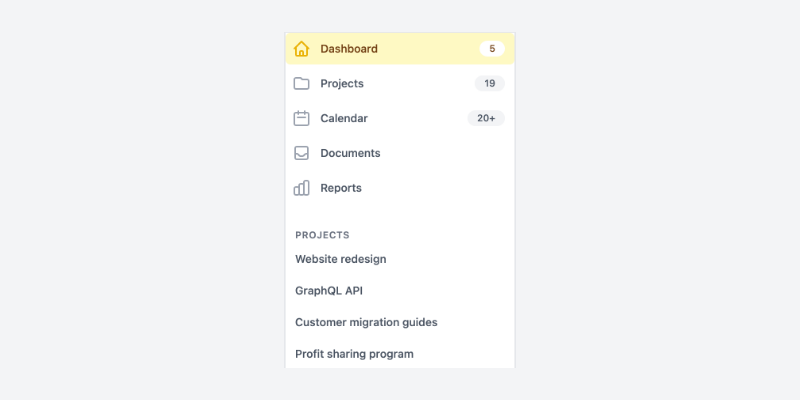 Dashboard 5
Projects 19
Calendar 20+
Documents
Reports
PROJECTS
Website redesign
GraphQL API
Customer migration guides
Profit sharing program